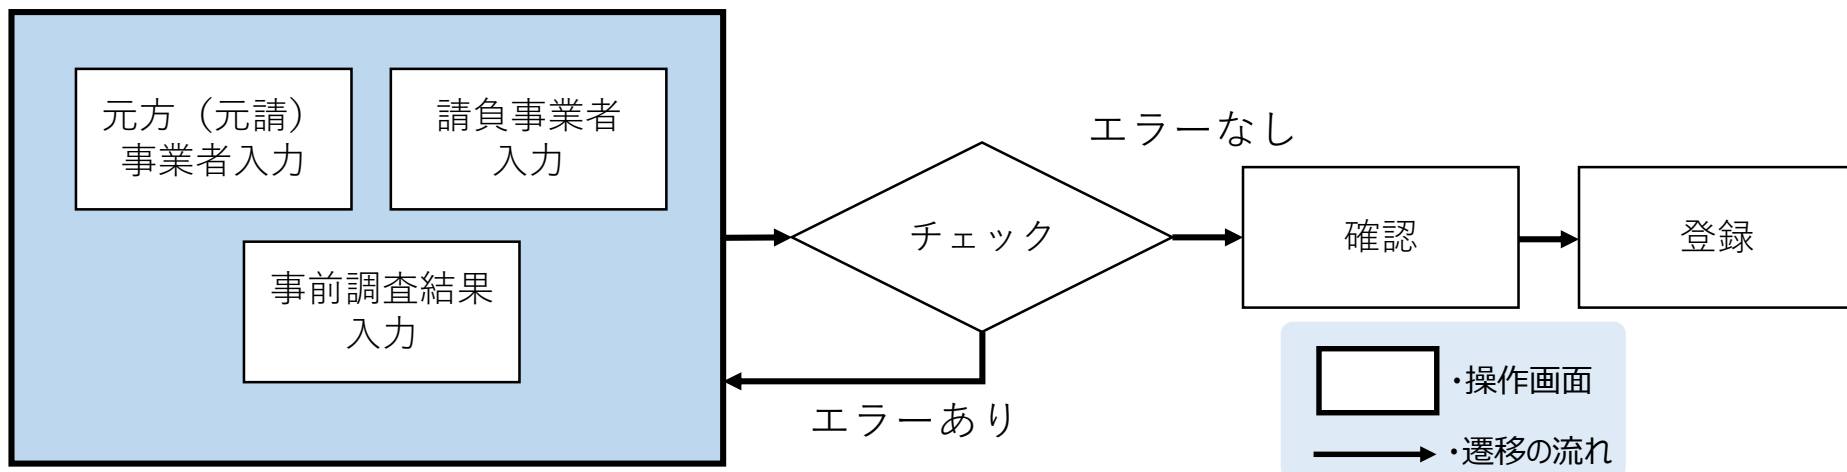 元方（元請）
事業者入力
請負事業者
入力
事前調査結果
入力
チェック
エラーなし
エラーあり
確認
登録
・操作画面
・遷移の流れ